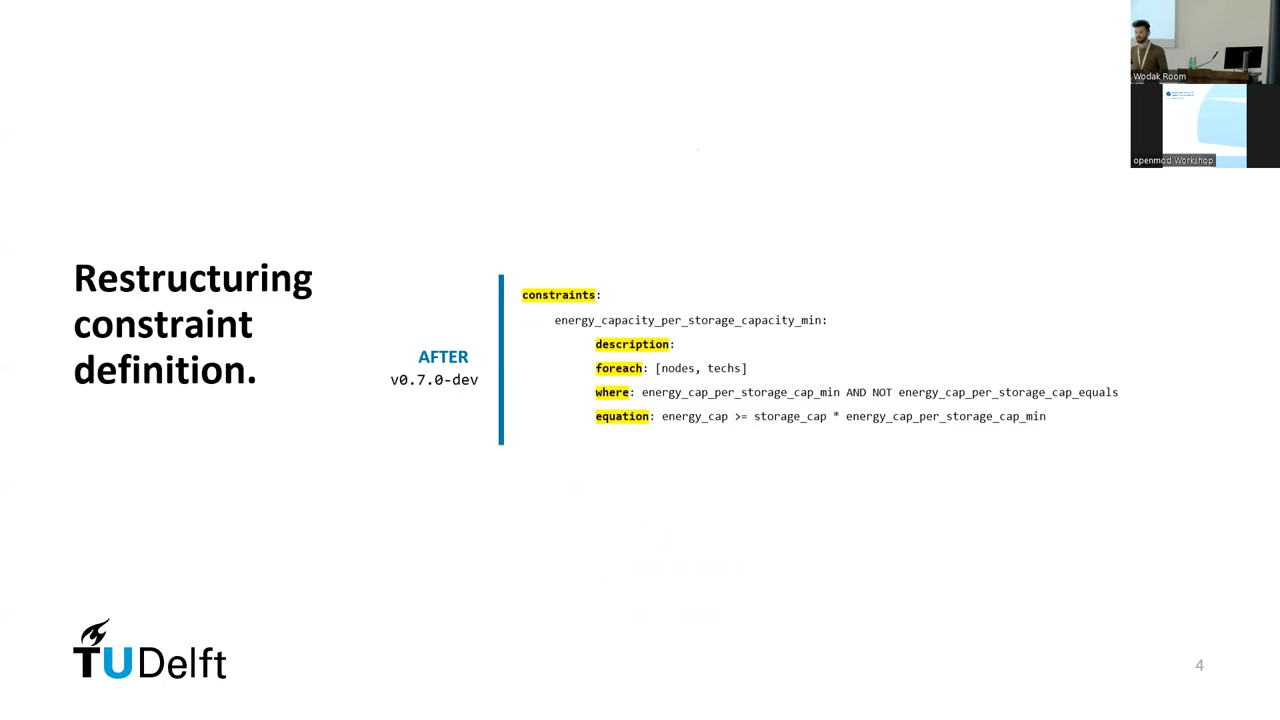 Restructuring
constraint
definition.
AFTER
v0.7.0-dev
constraints:
energy_capacity_per_storage_capacity_min:
description:
foreach: [nodes, techs]
where: energy_cap_per_storage_cap_min AND NOT energy_cap_per_storage_cap_equals
equation: energy_cap >= storage_cap * energy_cap_per_storage_cap_min
Wodak Room
openmod Workshop
TUDelft
4